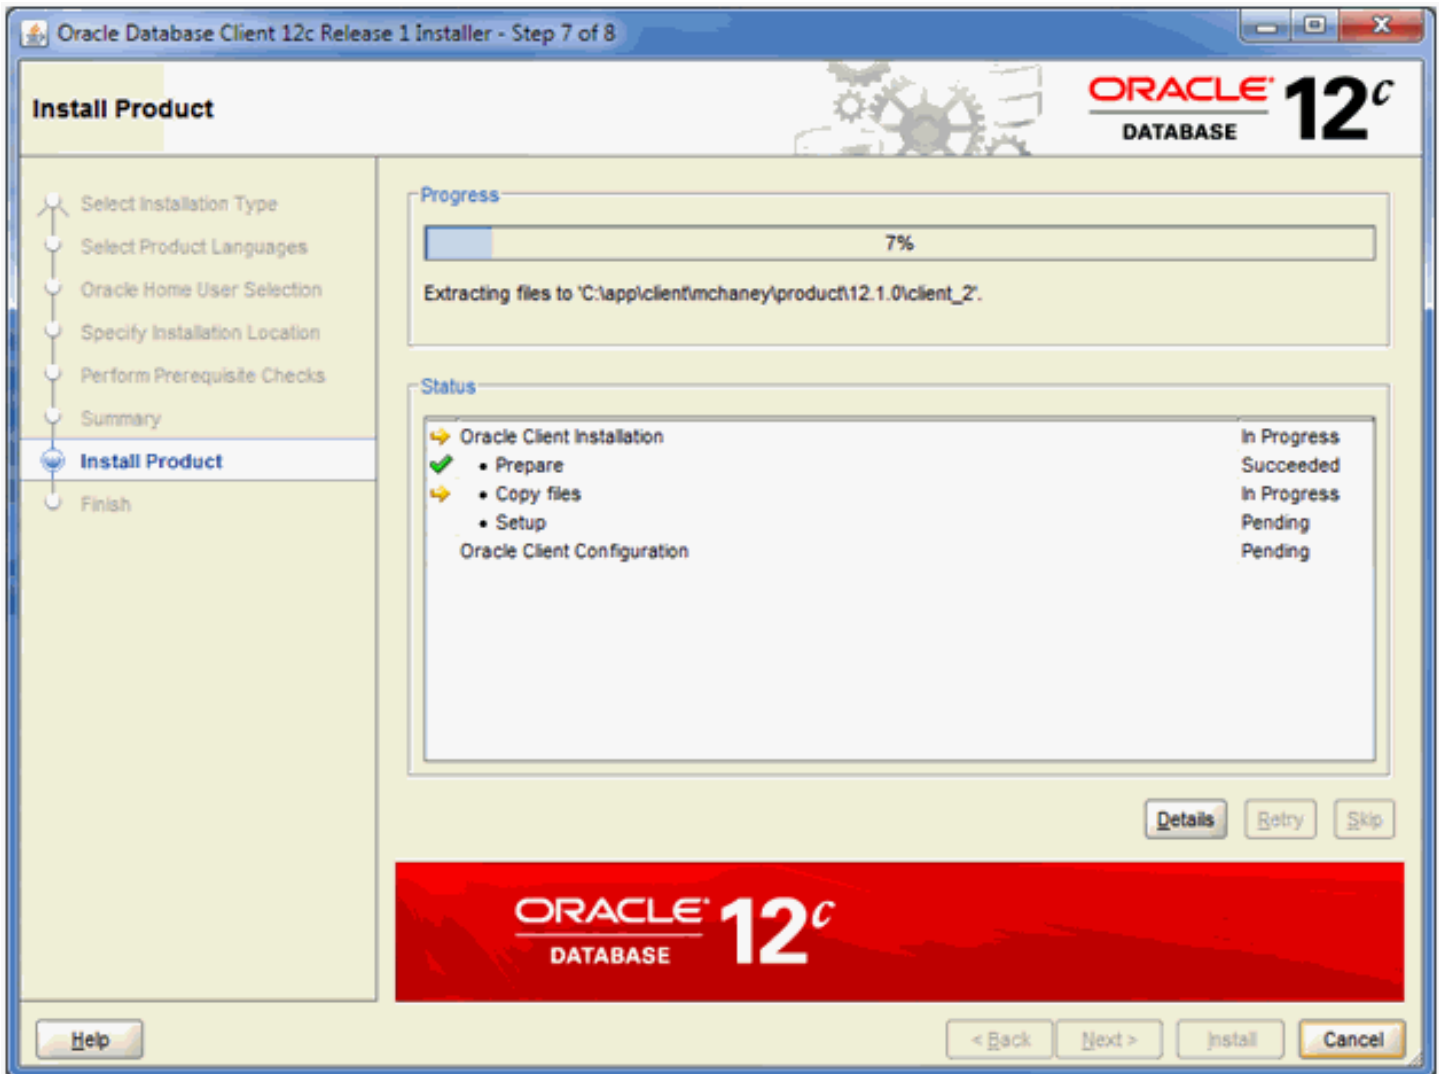 Oracle Database Client 12c Release 1 Installer - Step 7 of 8
Install Product
ORACLE DATABASE 12c
Select Installation Type
Select Product Languages
Oracle Home User Selection
Specify Installation Location
Perform Prerequisite Checks
Summary
Install Product
Finish
Progress
7%
Extracting files to 'C:\app\client\mchaney\product\12.1.0\client_2'.
Status
Oracle Client Installation In Progress
• Prepare Succeeded
• Copy files In Progress
• Setup Pending
Oracle Client Configuration Pending
Details Retry Skip
ORACLE DATABASE 12c
Help < Back Next > Install Cancel